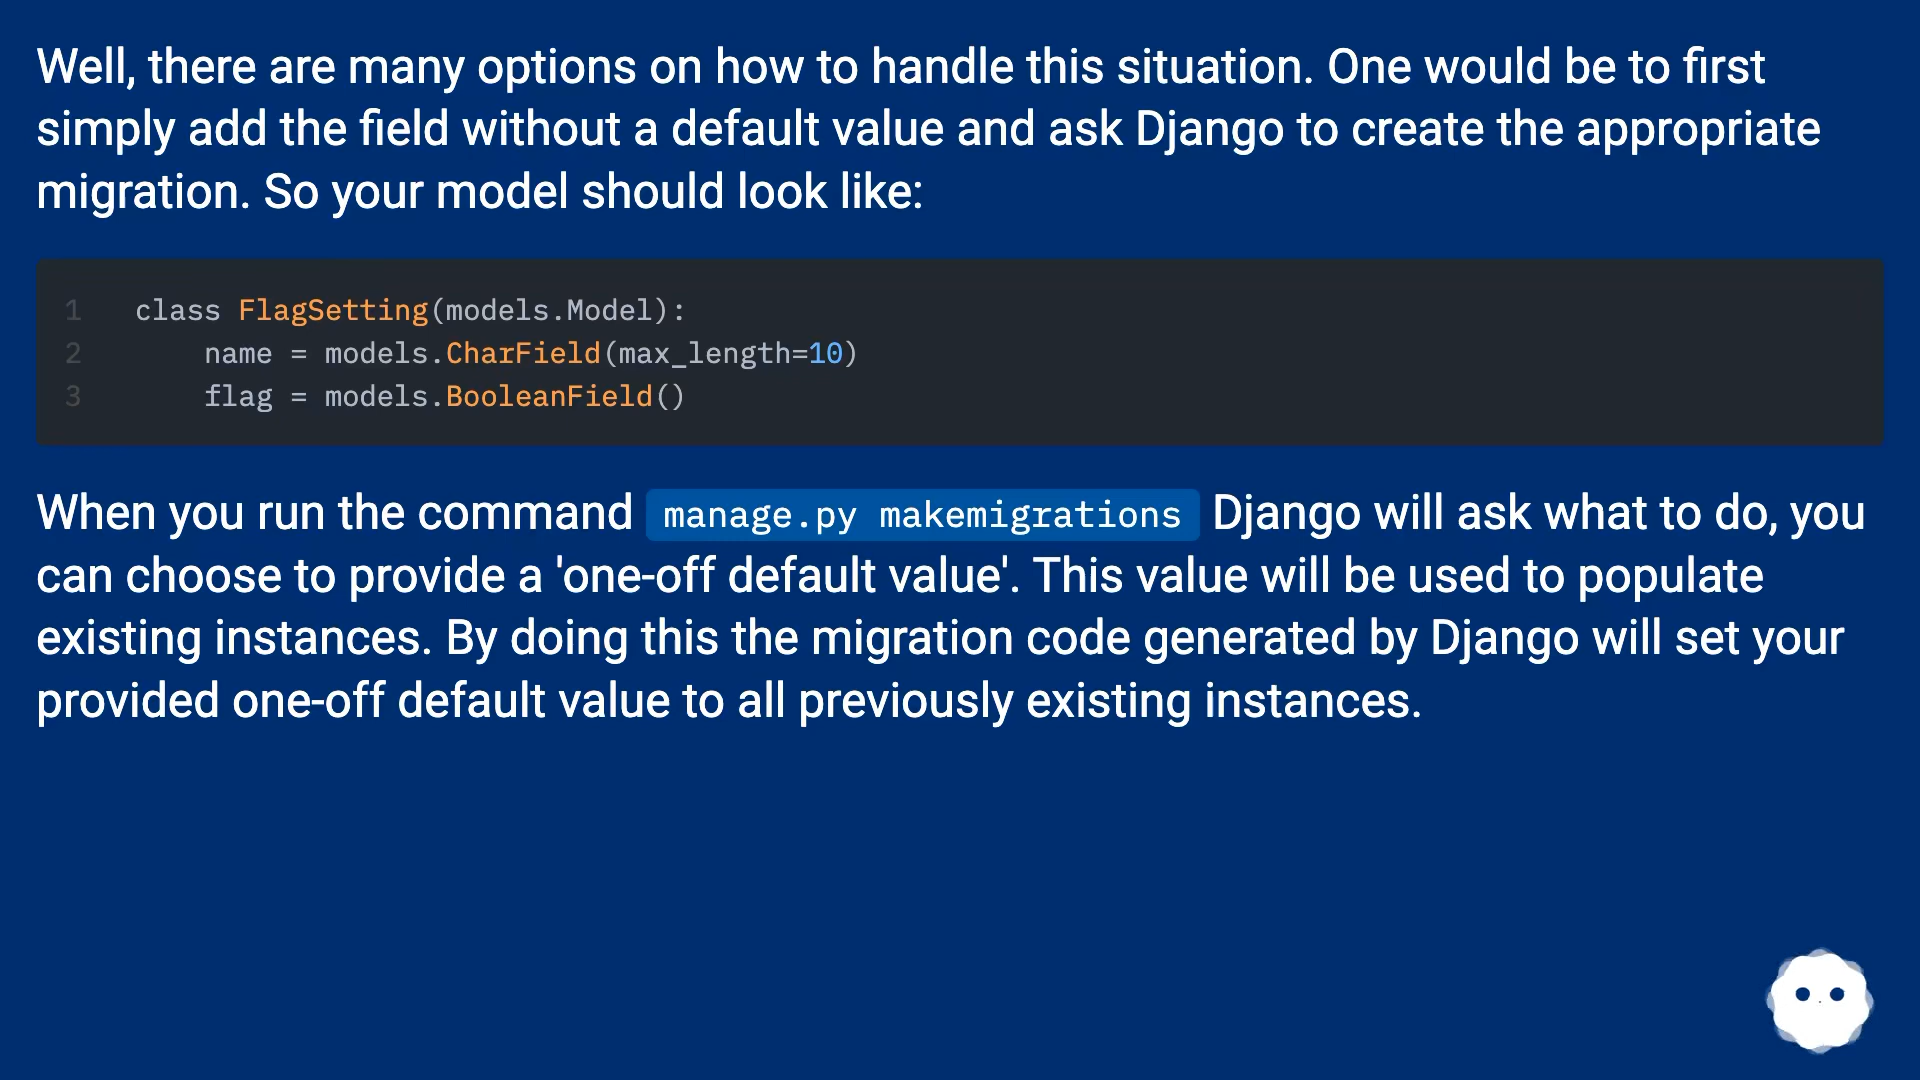 Well, there are many options on how to handle this situation. One would be to first
simply add the field without a default value and ask Django to create the appropriate
migration. So your model should look like:
1 class FlagSetting(models.Model):
2 name = models.CharField(max_length=10)
3 flag = models.BooleanField()
When you run the command manage.py makemigrations Django will ask what to do, you
can choose to provide a 'one-off default value'. This value will be used to populate
existing instances. By doing this the migration code generated by Django will set your
provided one-off default value to all previously existing instances.